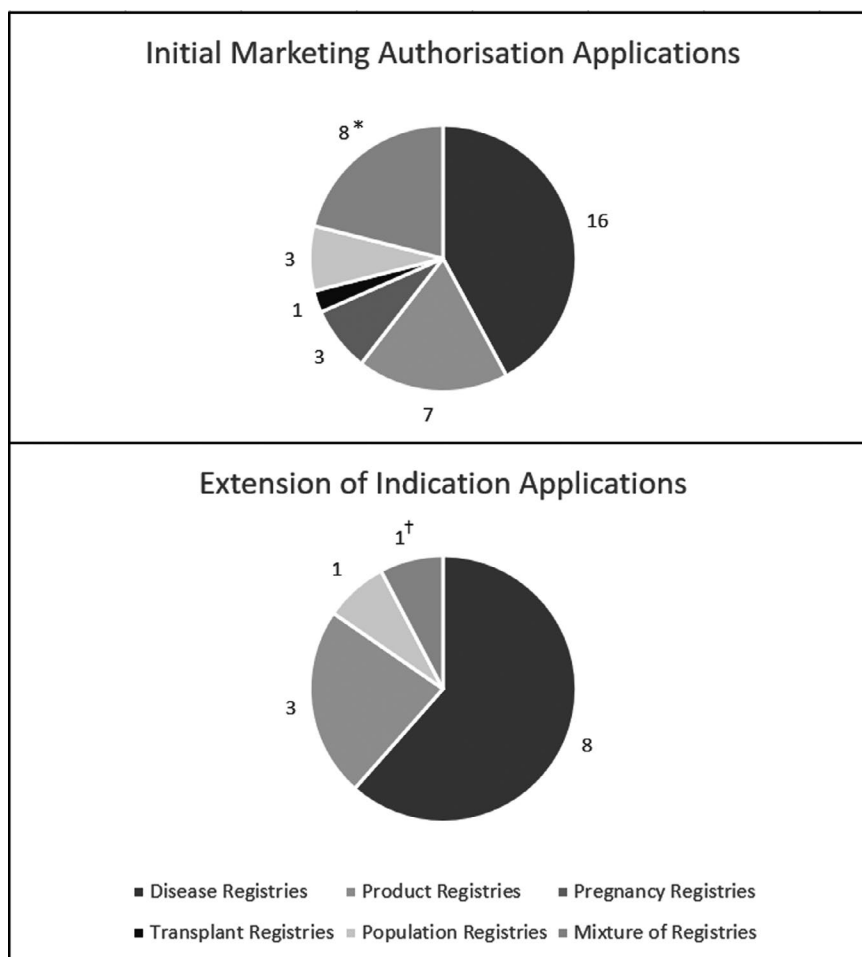 Initial Marketing Authorisation Applications
8*
16
3
1
3
7
Extension of Indication Applications
1†
1
3
8
Disease Registries Product Registries Pregnancy Registries
Transplant Registries Population Registries Mixture of Registries